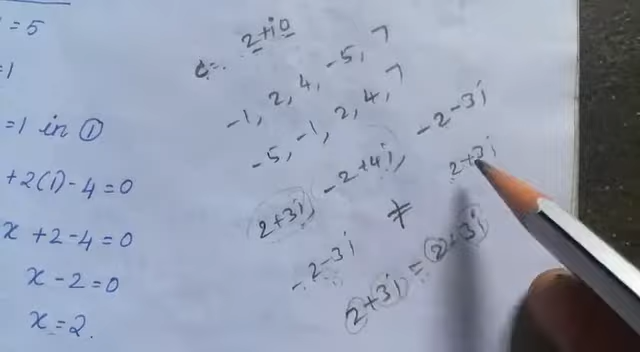 = 5
= 1
= 1 in ①
+ 2(1) - 4 = 0
x + 2 - 4 = 0
x - 2 = 0
x = 2.
2 + i0
-1, 2, 4, -5, 7
-5, -1, 2, 4, 7
2+3i, -2+4i, -2-3i
-2-3i ≠ 2+3i
2+3i = 2+3i